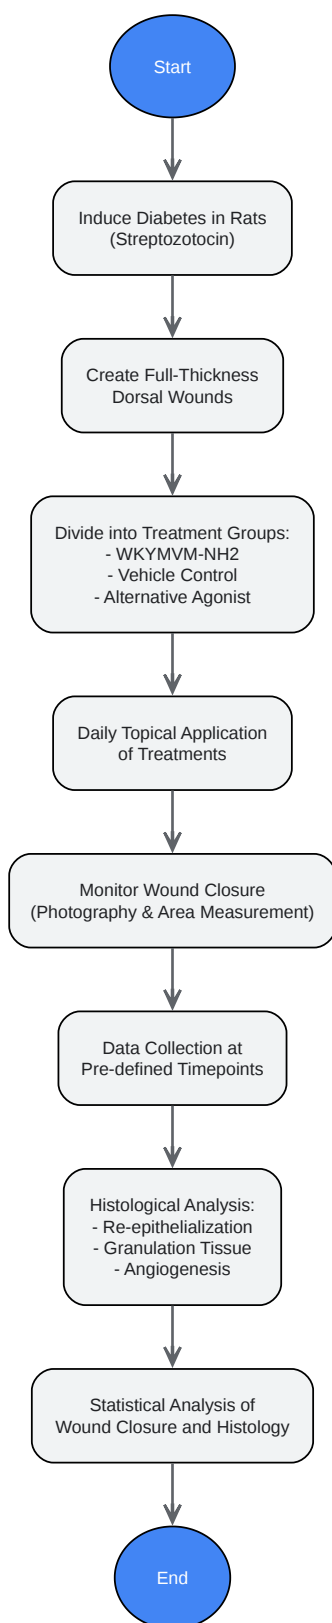 Start
Induce Diabetes in Rats
(Streptozotocin)
Create Full-Thickness
Dorsal Wounds
Divide into Treatment Groups:
- WKYMVM-NH2
- Vehicle Control
- Alternative Agonist
Daily Topical Application
of Treatments
Monitor Wound Closure
(Photography & Area Measurement)
Data Collection at
Pre-defined Timepoints
Histological Analysis:
- Re-epithelialization
- Granulation Tissue
- Angiogenesis
Statistical Analysis of
Wound Closure and Histology
End